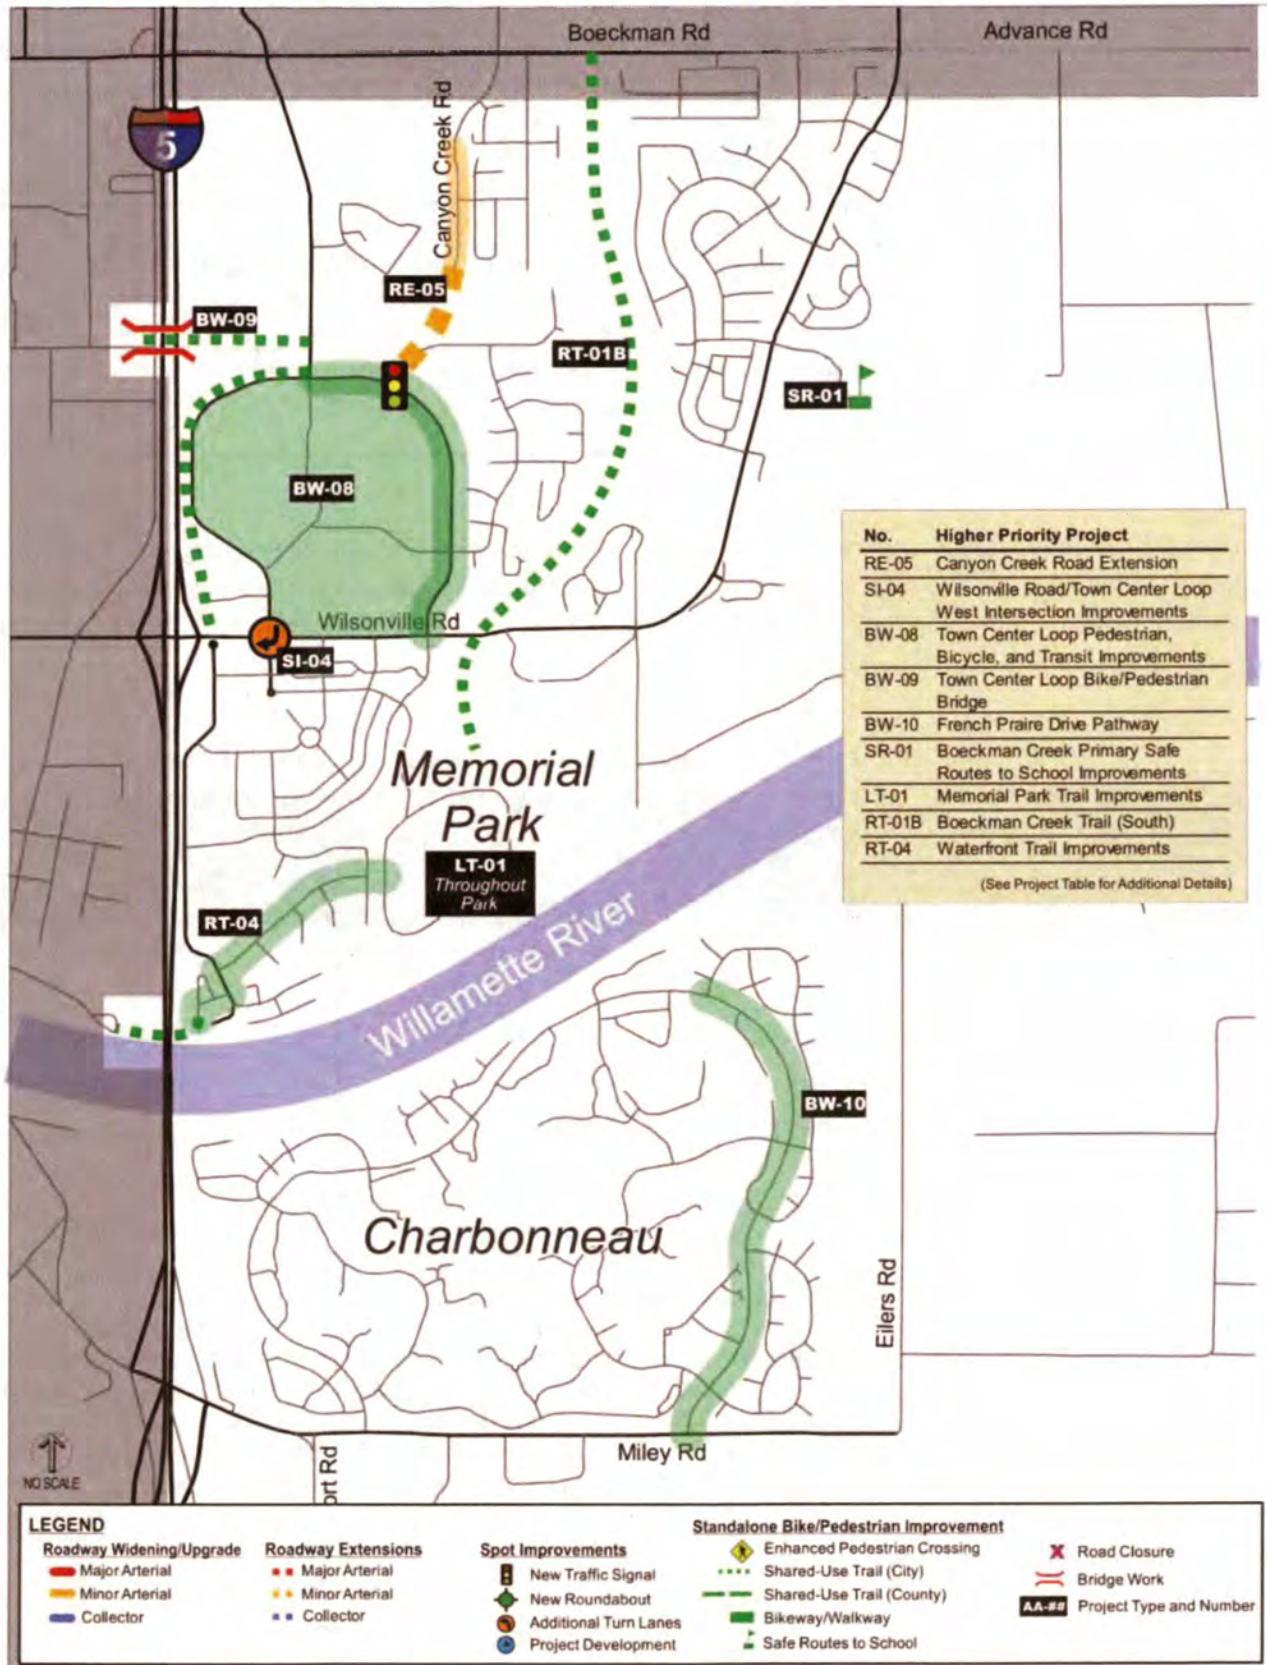 Boeckman Rd
Advance Rd
5
Canyon Creek Rd
RE-05
BW-09
RT-01B
SR-01
BW-08
Wilsonville Rd
SI-04
No. Higher Priority Project
RE-05 Canyon Creek Road Extension
SI-04 Wilsonville Road/Town Center Loop
West Intersection Improvements
BW-08 Town Center Loop Pedestrian,
Bicycle, and Transit Improvements
BW-09 Town Center Loop Bike/Pedestrian
Bridge
BW-10 French Praire Drive Pathway
SR-01 Boeckman Creek Primary Safe
Routes to School Improvements
LT-01 Memorial Park Trail Improvements
RT-01B Boeckman Creek Trail (South)
RT-04 Waterfront Trail Improvements
(See Project Table for Additional Details)
Memorial
Park
LT-01
Throughout
Park
RT-04
Willamette River
BW-10
Charbonneau
Eilers Rd
Miley Rd
ort Rd
NO SCALE
LEGEND
Roadway Widening/Upgrade
Major Arterial
Minor Arterial
Collector
Roadway Extensions
Major Arterial
Minor Arterial
Collector
Spot Improvements
New Traffic Signal
New Roundabout
Additional Turn Lanes
Project Development
Standalone Bike/Pedestrian Improvement
Enhanced Pedestrian Crossing
Shared-Use Trail (City)
Shared-Use Trail (County)
Bikeway/Walkway
Safe Routes to School
Road Closure
Bridge Work
AA-## Project Type and Number